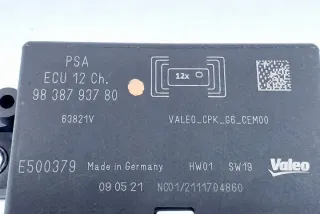 PSA
ECU 12 Ch.
98 387 937 80
12x
63821V
VALEO_CPK_G6_CEM00
E500379 Made in Germany HW01 SW19 Valeo
09 05 21 NC01/2111704860